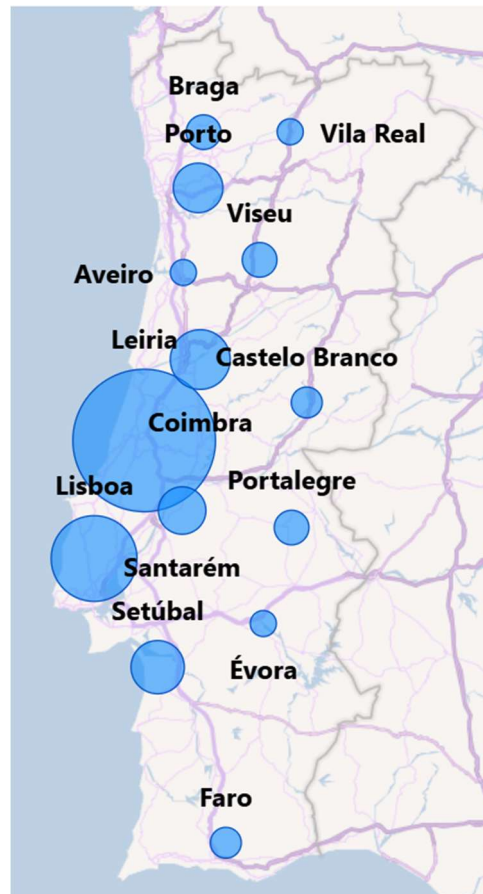 Braga
Porto
Vila Real
Viseu
Aveiro
Leiria
Castelo Branco
Coimbra
Lisboa
Portalegre
Santarém
Setúbal
Évora
Faro